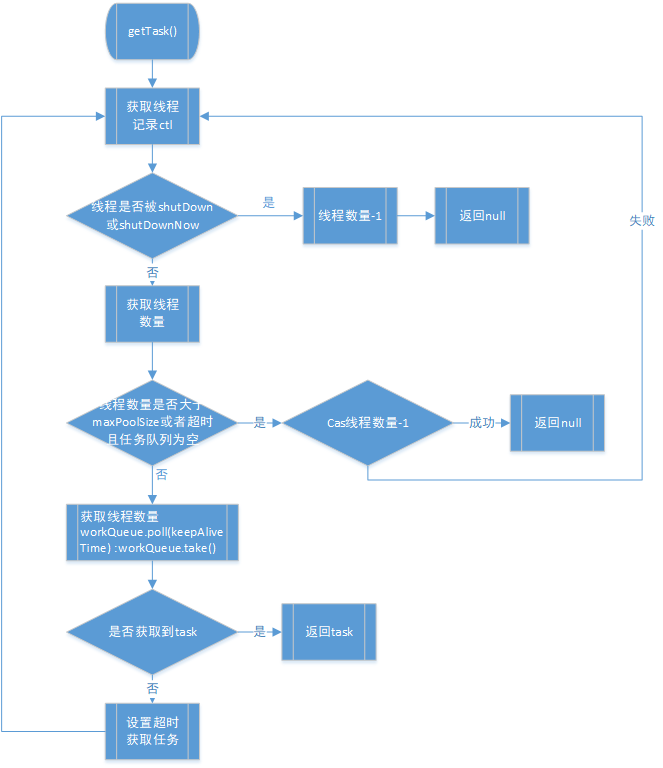 getTask()
获取线程
记录ctl
线程是否被shutDown
或shutDownNow
是
线程数量-1
返回null
失败
否
获取线程
数量
线程数量是否大于
maxPoolSize或者超时
且任务队列为空
是
Cas线程数量-1
成功
返回null
否
获取线程数量
workQueue.poll(keepAlive
Time) :workQueue.take()
是否获取到task
是
返回task
否
设置超时
获取任务